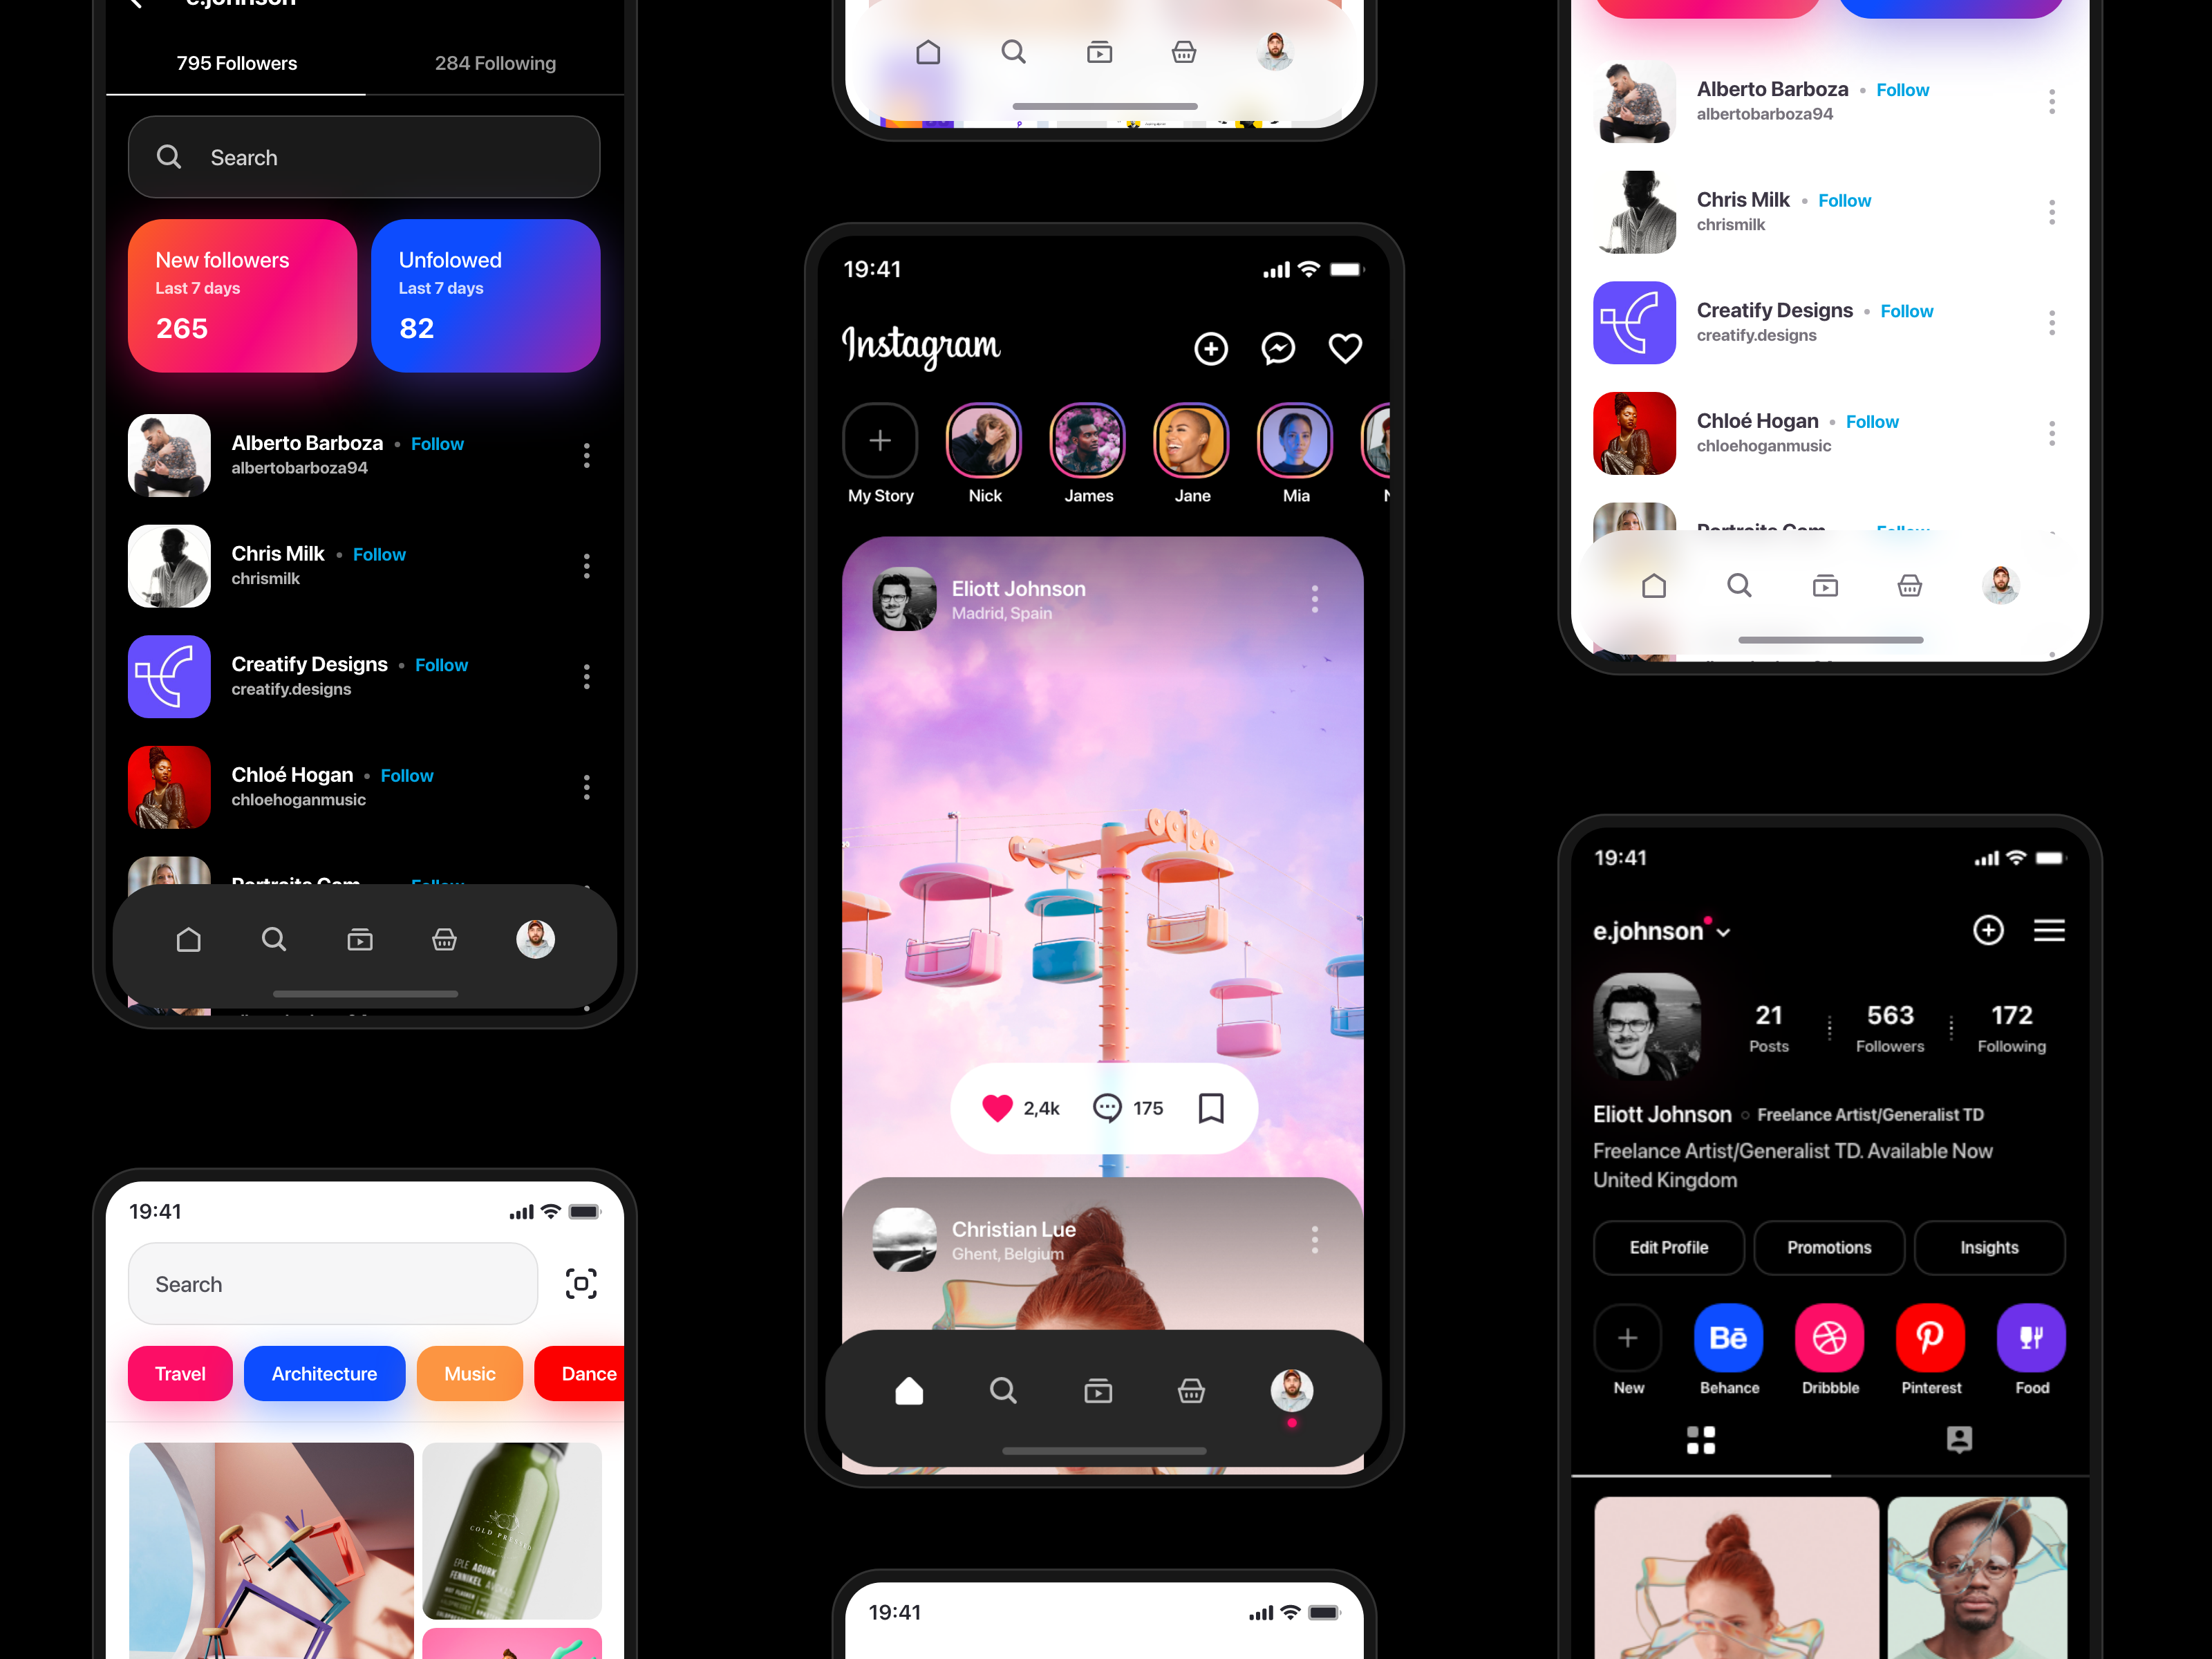 e.johnson
795 Followers
284 Following
Search
New followers
Last 7 days
265
Unfolowed
Last 7 days
82
Alberto Barboza • Follow
albertobarboza94
Chris Milk • Follow
chrismilk
Creatify Designs • Follow
creatify.designs
Chloé Hogan • Follow
chloehoganmusic
Follow
19:41
Search
Travel
Architecture
Music
Dance
COLD PRESSED
EPLE AGURK
FENNIKEL
19:41
Instagram
My Story
Nick
James
Jane
Mia
Eliott Johnson
Madrid, Spain
2,4k
175
Christian Lue
Ghent, Belgium
19:41
Alberto Barboza • Follow
albertobarboza94
Chris Milk • Follow
chrismilk
Creatify Designs • Follow
creatify.designs
Chloé Hogan • Follow
chloehoganmusic
Follow
19:41
e.johnson
21
Posts
563
Followers
172
Following
Eliott Johnson
Freelance Artist/Generalist TD
Freelance Artist/Generalist TD. Available Now
United Kingdom
Edit Profile
Promotions
Insights
Bē
New
Behance
Dribbble
Pinterest
Food